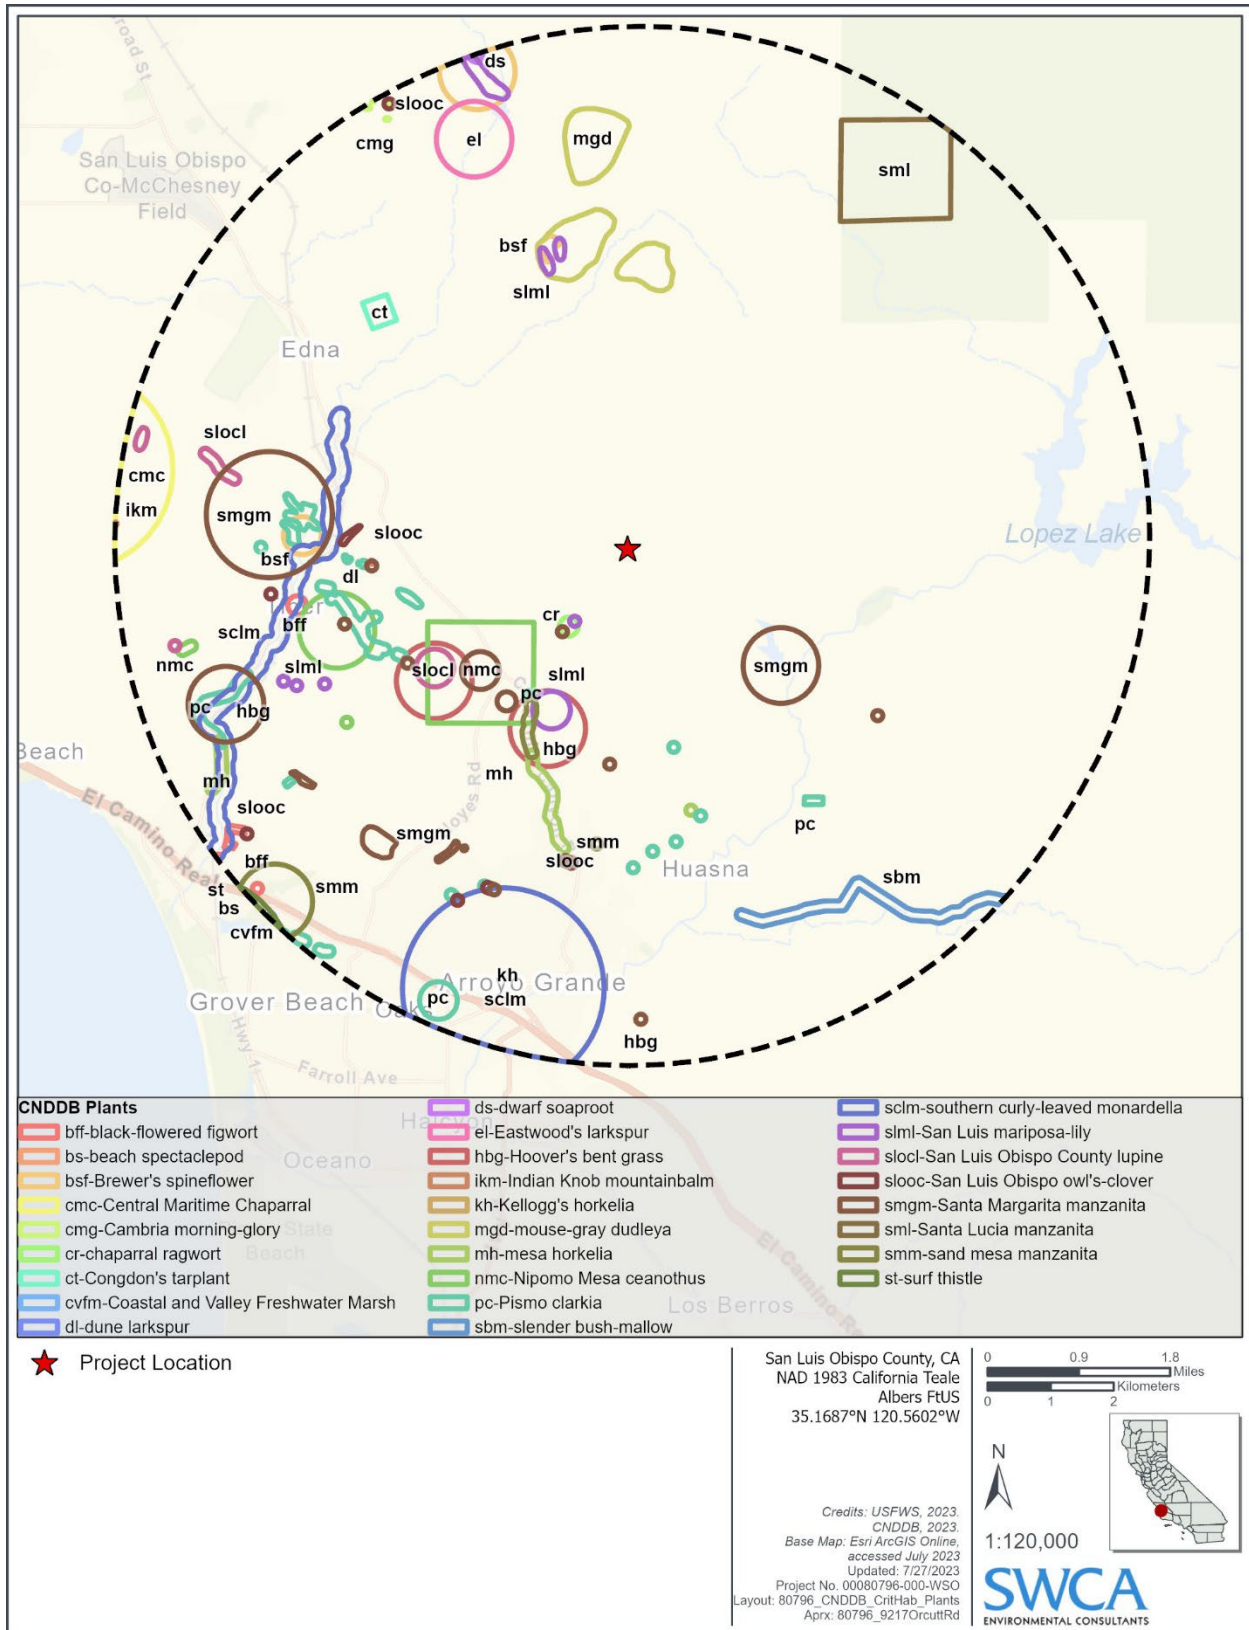 Broad St
ds
slooc
cmg
el
mgd
sml
San Luis Obispo
Co-McChesney
Field
bsf
slml
ct
Edna
slocl
cmc
ikm
smgm
slooc
bsf
dl
Lopez Lake
cr
bff
sclm
nmc
slml
slocl
nmc
slml
smgm
pc
pc
hbg
hbg
Beach
mh
mh
slooc
El Camino Real
smgm
smm
slooc
pc
Huasna
bff
st
smm
sbm
bs
cvfm
kh
Arroyo Grande
pc
sclm
Grover Beach
Oaks
hbg
Hwy 1
Farroll Ave
Halcyon
Oceano
State
Beach
El Camino Re
Los Berros
CNDDB Plants
bff-black-flowered figwort
bs-beach spectaclepod
bsf-Brewer's spineflower
cmc-Central Maritime Chaparral
cmg-Cambria morning-glory
cr-chaparral ragwort
ct-Congdon's tarplant
cvfm-Coastal and Valley Freshwater Marsh
dl-dune larkspur
ds-dwarf soaproot
el-Eastwood's larkspur
hbg-Hoover's bent grass
ikm-Indian Knob mountainbalm
kh-Kellogg's horkelia
mgd-mouse-gray dudleya
mh-mesa horkelia
nmc-Nipomo Mesa ceanothus
pc-Pismo clarkia
sbm-slender bush-mallow
sclm-southern curly-leaved monardella
slml-San Luis mariposa-lily
slocl-San Luis Obispo County lupine
slooc-San Luis Obispo owl's-clover
smgm-Santa Margarita manzanita
sml-Santa Lucia manzanita
smm-sand mesa manzanita
st-surf thistle
Project Location
San Luis Obispo County, CA
NAD 1983 California Teale
Albers FtUS
35.1687°N 120.5602°W
Credits: USFWS, 2023.
CNDDB, 2023.
Base Map: Esri ArcGIS Online,
accessed July 2023
Updated: 7/27/2023
Project No. 00080796-000-WSO
Layout: 80796_CNDDB_CritHab_Plants
Aprx: 80796_9217OrcuttRd
0 0.9 1.8
Miles
Kilometers
0 1 2
N
1:120,000
SWCA
ENVIRONMENTAL CONSULTANTS